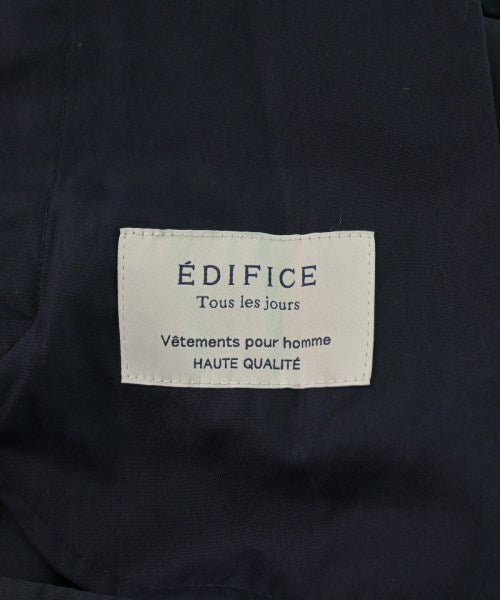 ÉDIFICE
Tous les jours
Vêtements pour homme
HAUTE QUALITÉ